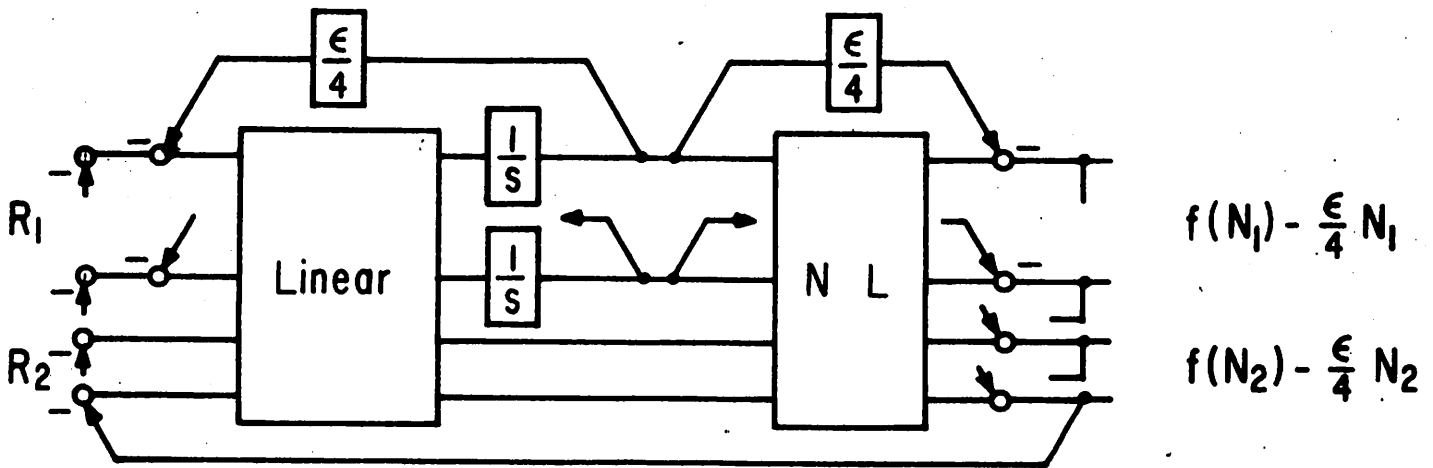 ϵ/4
ϵ/4
1/S
R₁
1/S
Linear
N L
f(N₁) - ϵ/4 N₁
R₂
f(N₂) - ϵ/4 N₂